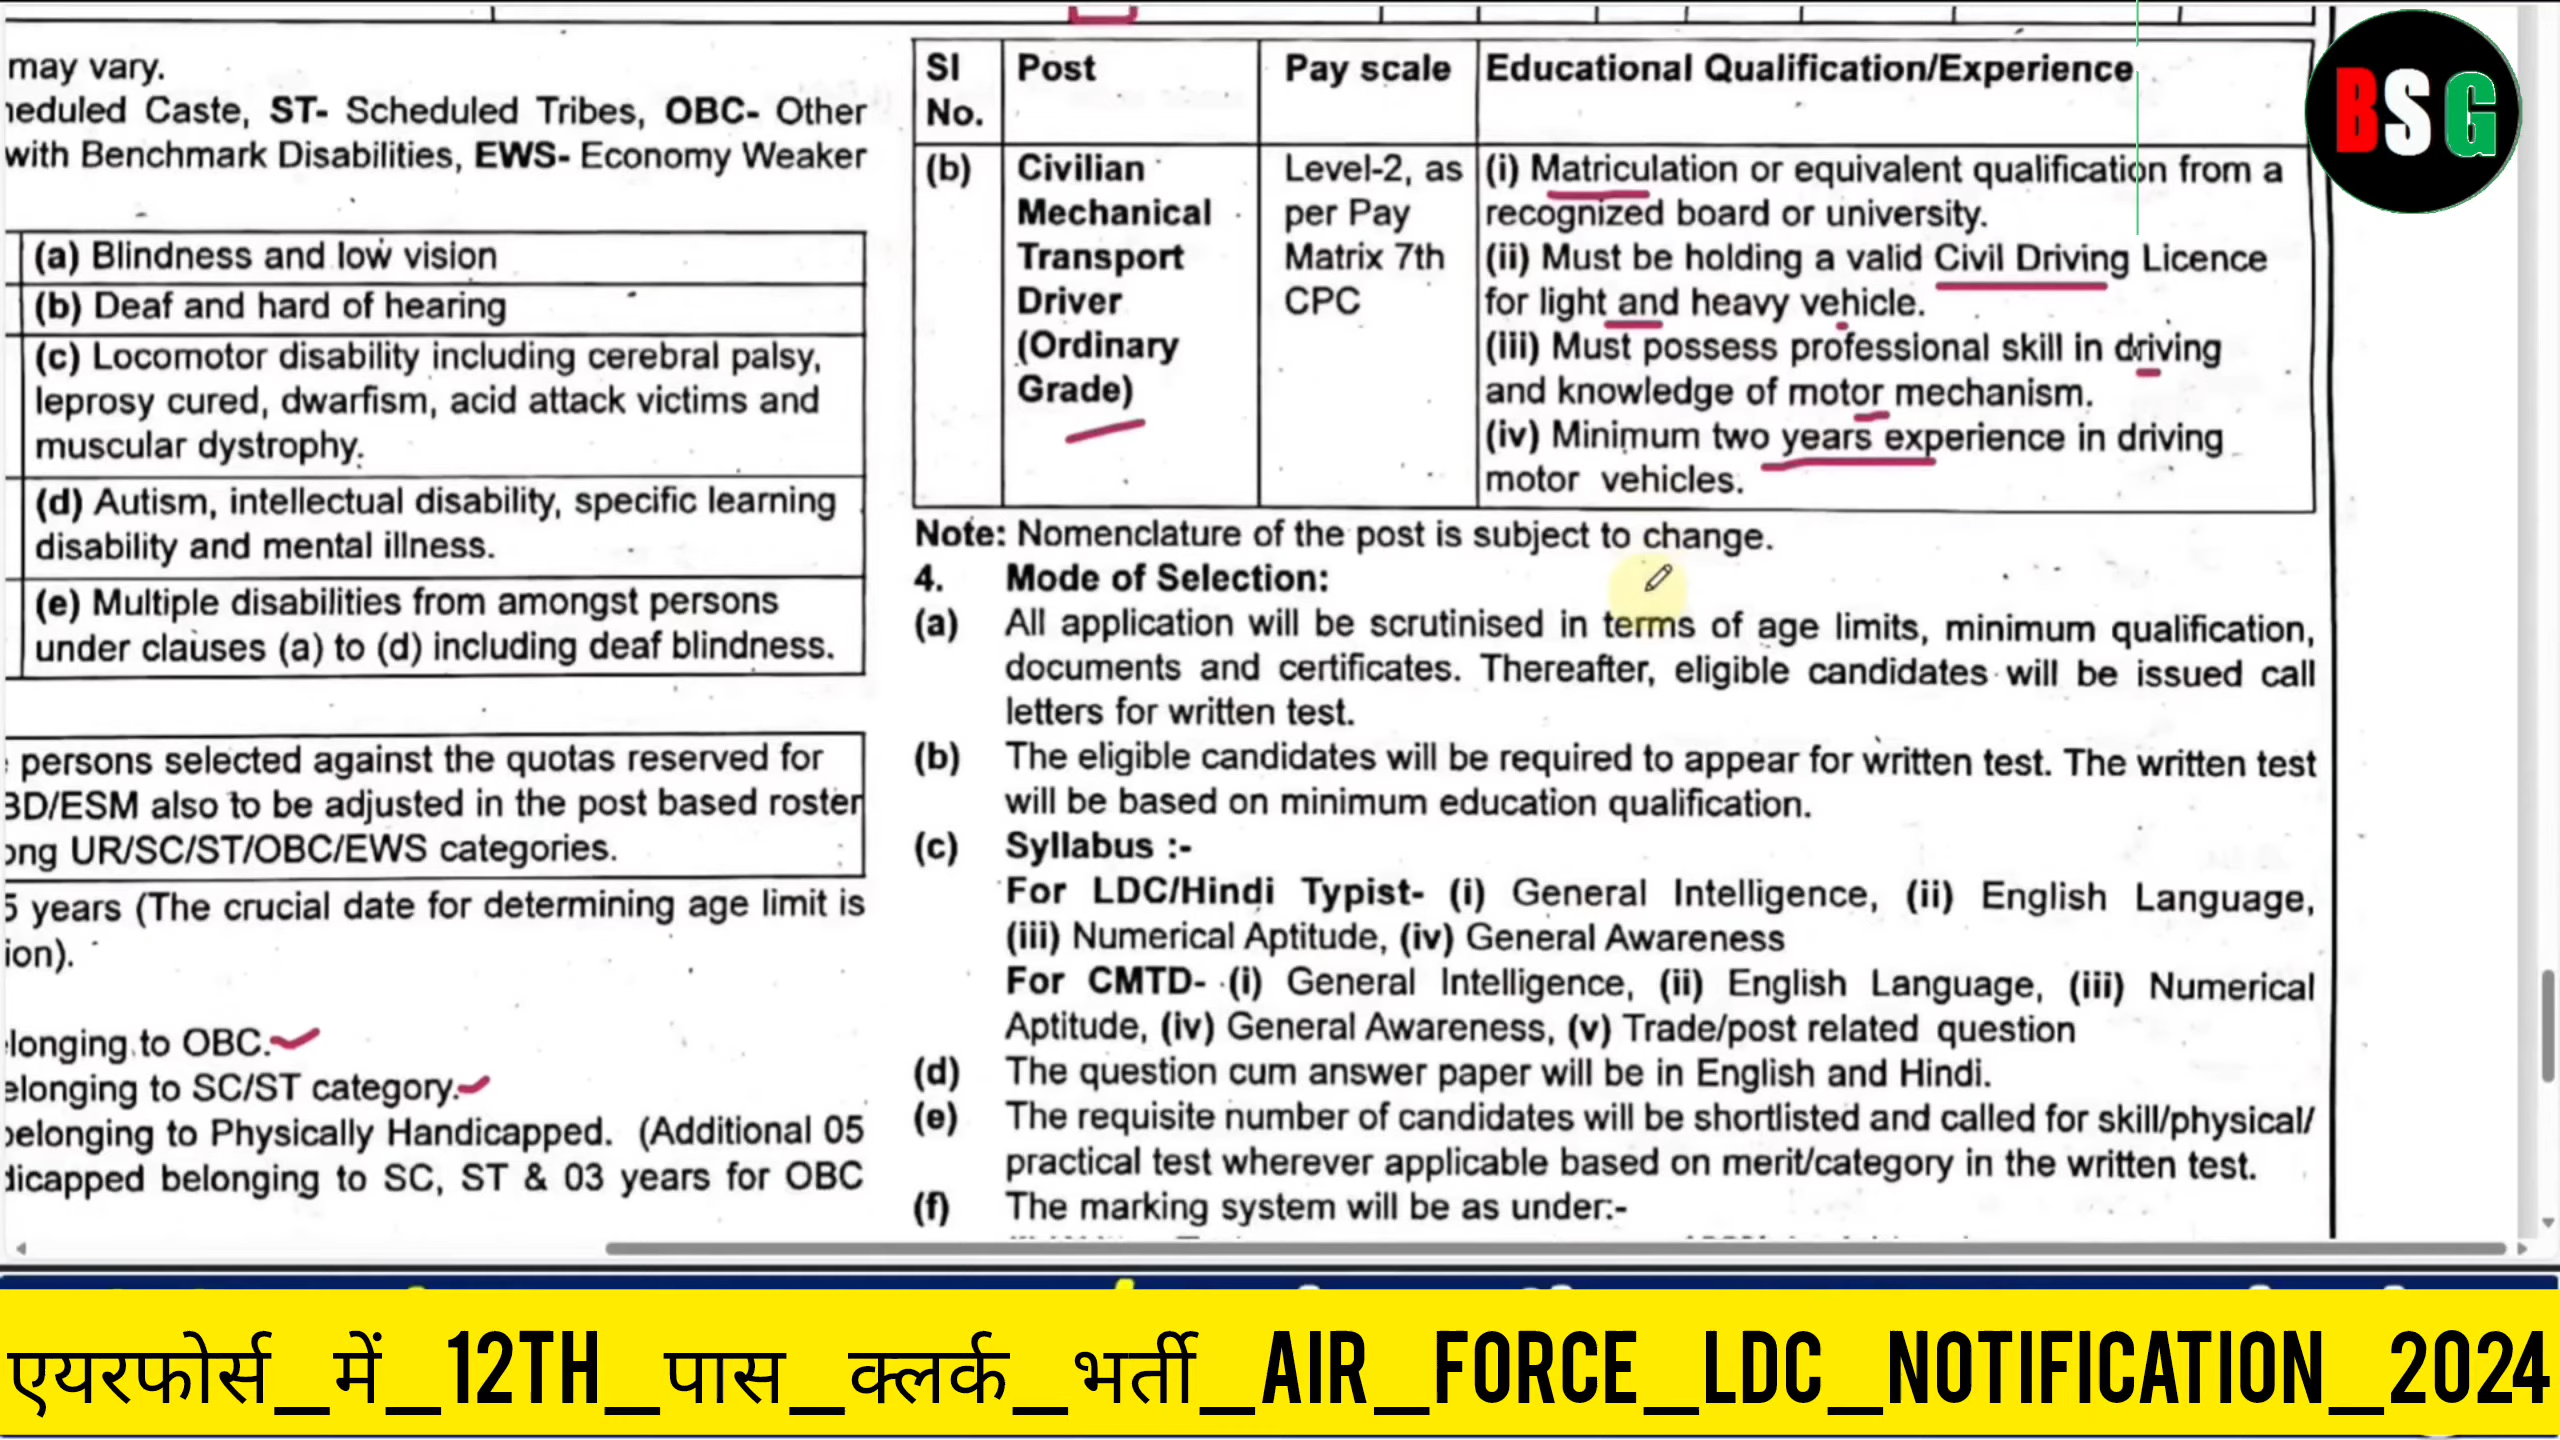 may vary.
heduled Caste, ST- Scheduled Tribes, OBC- Other
with Benchmark Disabilities, EWS- Economy Weaker
(a) Blindness and low vision
(b) Deaf and hard of hearing
(c) Locomotor disability including cerebral palsy,
leprosy cured, dwarfism, acid attack victims and
muscular dystrophy.
(d) Autism, intellectual disability, specific learning
disability and mental illness.
(e) Multiple disabilities from amongst persons
under clauses (a) to (d) including deaf blindness.
persons selected against the quotas reserved for
BD/ESM also to be adjusted in the post based roster
ong UR/SC/ST/OBC/EWS categories.
5 years (The crucial date for determining age limit is
ion).
longing to OBC.
elonging to SC/ST category.
belonging to Physically Handicapped. (Additional 05
dicapped belonging to SC, ST & 03 years for OBC
Sl Post Pay scale Educational Qualification/Experience
No.
(b) Civilian Level-2, as (i) Matriculation or equivalent qualification from a
Mechanical per Pay recognized board or university.
Transport Matrix 7th (ii) Must be holding a valid Civil Driving Licence
Driver CPC for light and heavy vehicle.
(Ordinary (iii) Must possess professional skill in driving
Grade) and knowledge of motor mechanism.
(iv) Minimum two years experience in driving
motor vehicles.
Note: Nomenclature of the post is subject to change.
4. Mode of Selection:
(a) All application will be scrutinised in terms of age limits, minimum qualification,
documents and certificates. Thereafter, eligible candidates will be issued call
letters for written test.
(b) The eligible candidates will be required to appear for written test. The written test
will be based on minimum education qualification.
(c) Syllabus :-
For LDC/Hindi Typist- (i) General Intelligence, (ii) English Language,
(iii) Numerical Aptitude, (iv) General Awareness
For CMTD- (i) General Intelligence, (ii) English Language, (iii) Numerical
Aptitude, (iv) General Awareness, (v) Trade/post related question
(d) The question cum answer paper will be in English and Hindi.
(e) The requisite number of candidates will be shortlisted and called for skill/physical/
practical test wherever applicable based on merit/category in the written test.
(f) The marking system will be as under:-
BSG
एयरफोर्स_में_12TH_पास_क्लर्क_भर्ती_AIR_FORCE_LDC_NOTIFICATION_2024